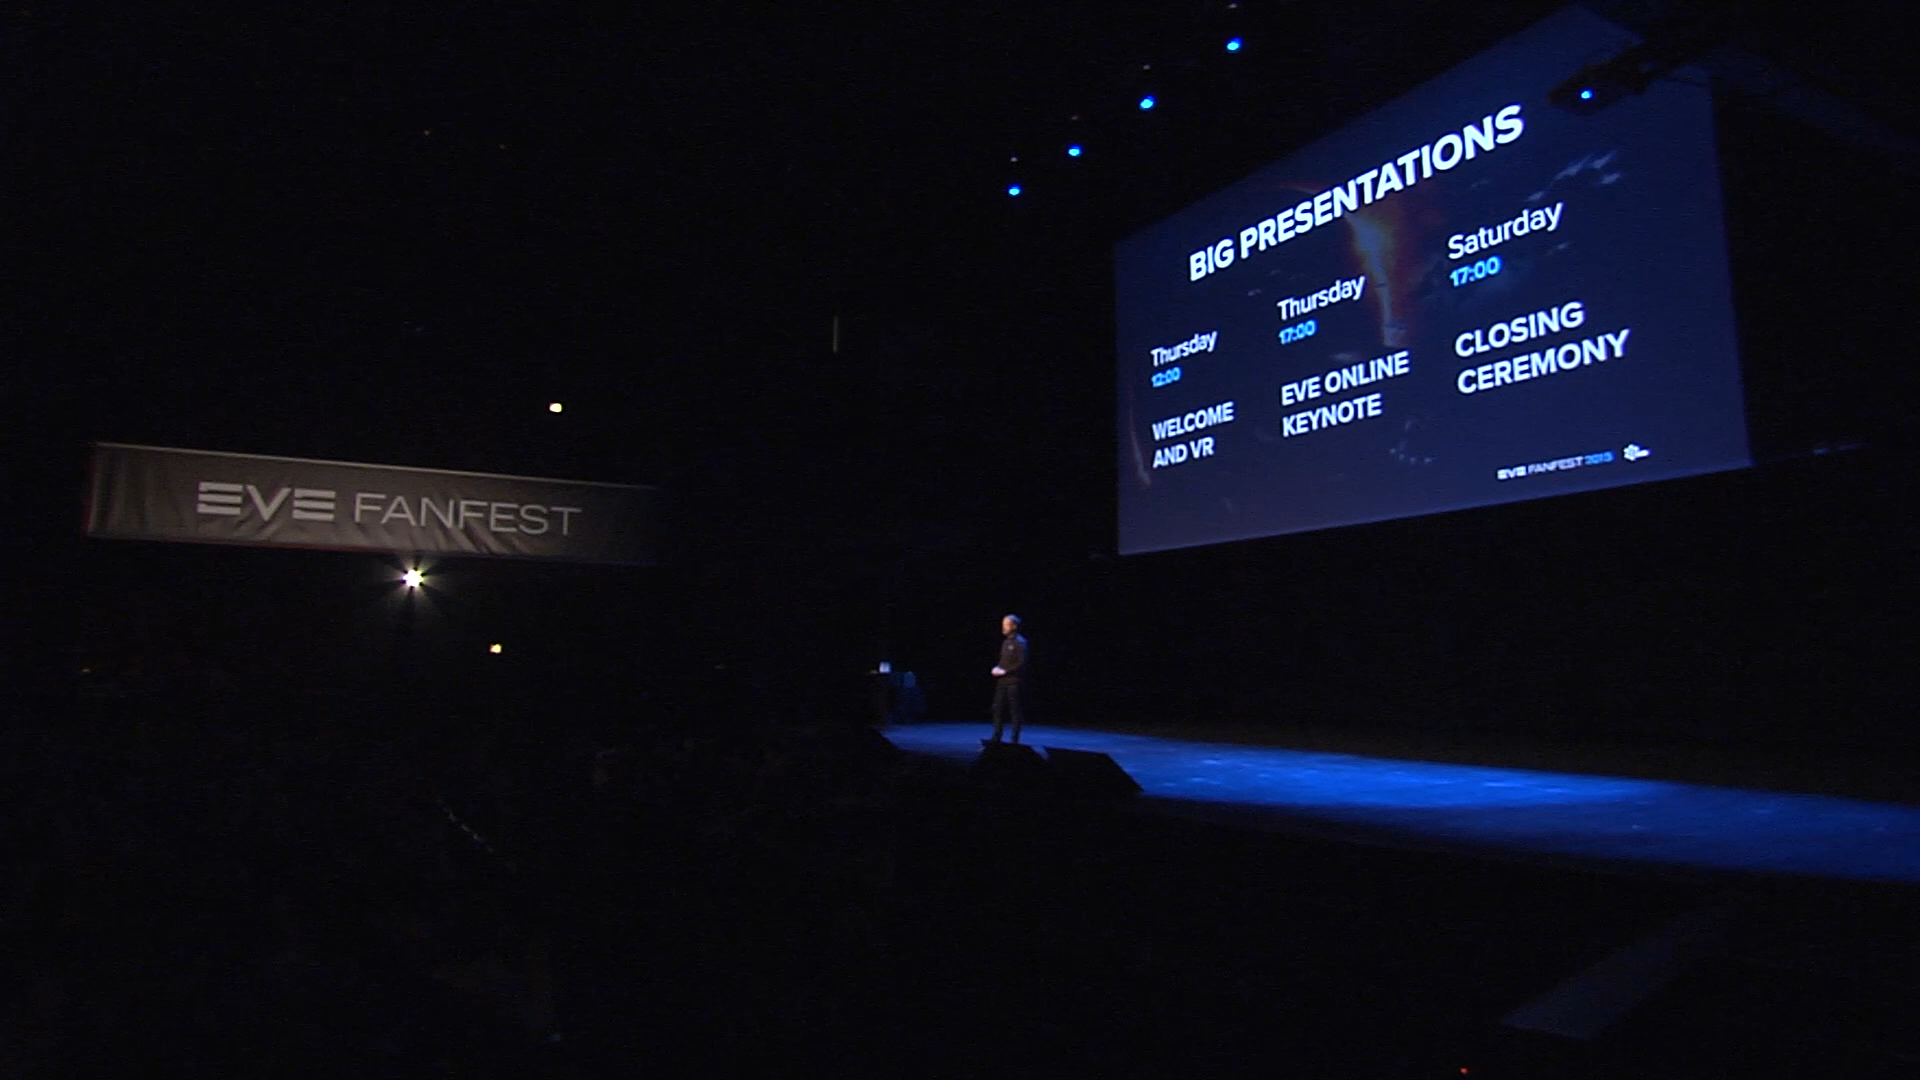 BIG PRESENTATIONS
Thursday
12:00
WELCOME
AND VR
Thursday
17:00
EVE ONLINE
KEYNOTE
Saturday
17:00
CLOSING
CEREMONY
EVE FANFEST 2015
EVE FANFEST